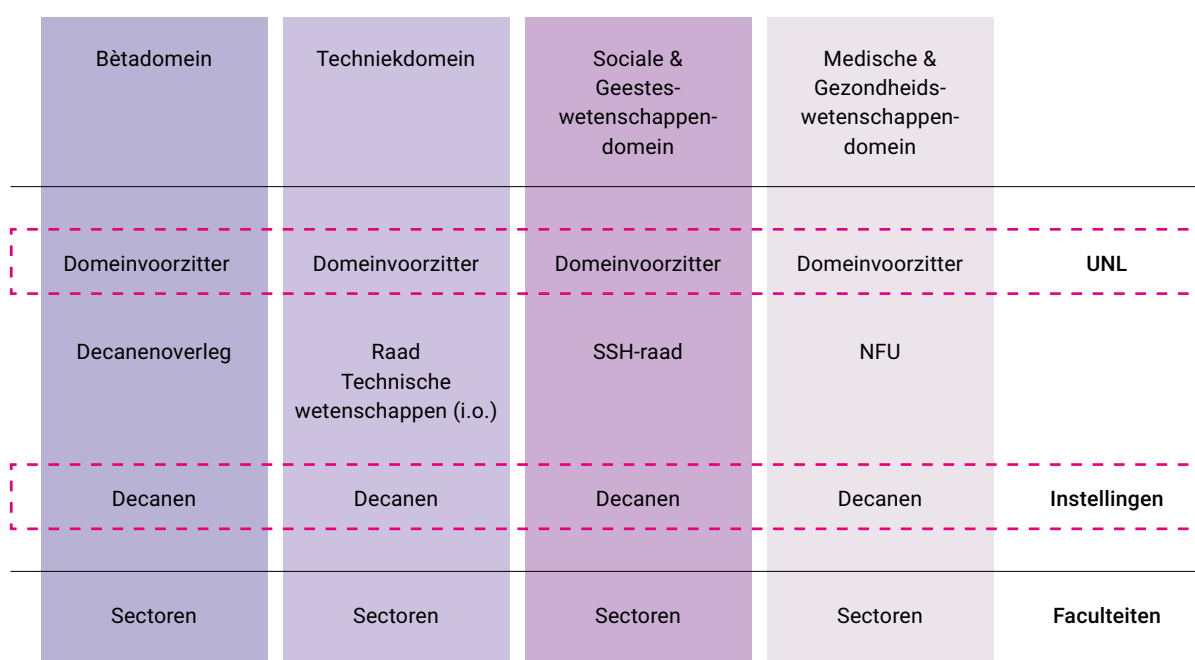 Bètadomein
Techniekdomein
Sociale &
Geestes-
wetenschappen-
domein
Medische &
Gezondheids-
wetenschappen-
domein
Domeinvoorzitter
Domeinvoorzitter
Domeinvoorzitter
Domeinvoorzitter
UNL
Decanenoverleg
Raad
Technische
wetenschappen (i.o.)
SSH-raad
NFU
Decanen
Decanen
Decanen
Decanen
Instellingen
Sectoren
Sectoren
Sectoren
Sectoren
Faculteiten